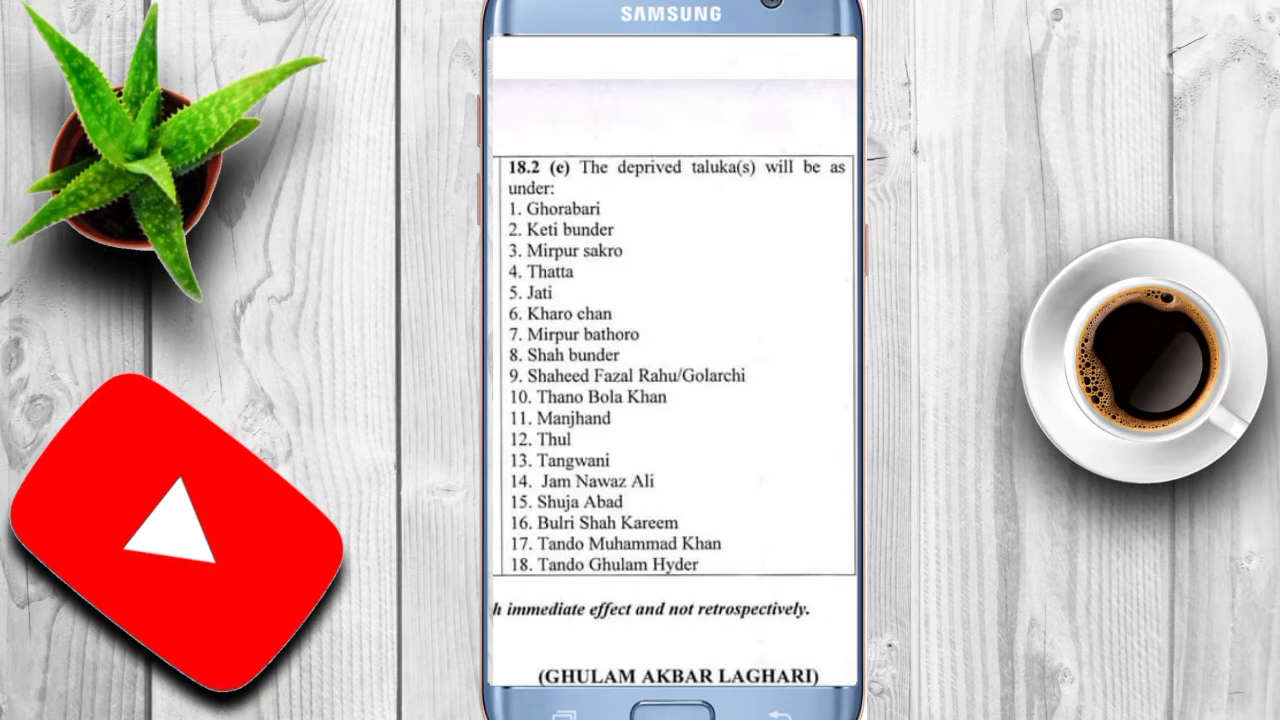 SAMSUNG
18.2 (e) The deprived taluka(s) will be as
under:
1. Ghorabari
2. Keti bunder
3. Mirpur sakro
4. Thatta
5. Jati
6. Kharo chan
7. Mirpur bathoro
8. Shah bunder
9. Shaheed Fazal Rahu/Golarchi
10. Thano Bola Khan
11. Manjhand
12. Thul
13. Tangwani
14. Jam Nawaz Ali
15. Shuja Abad
16. Bulri Shah Kareem
17. Tando Muhammad Khan
18. Tando Ghulam Hyder
h immediate effect and not retrospectively.
(GHULAM AKBAR LAGHARI)